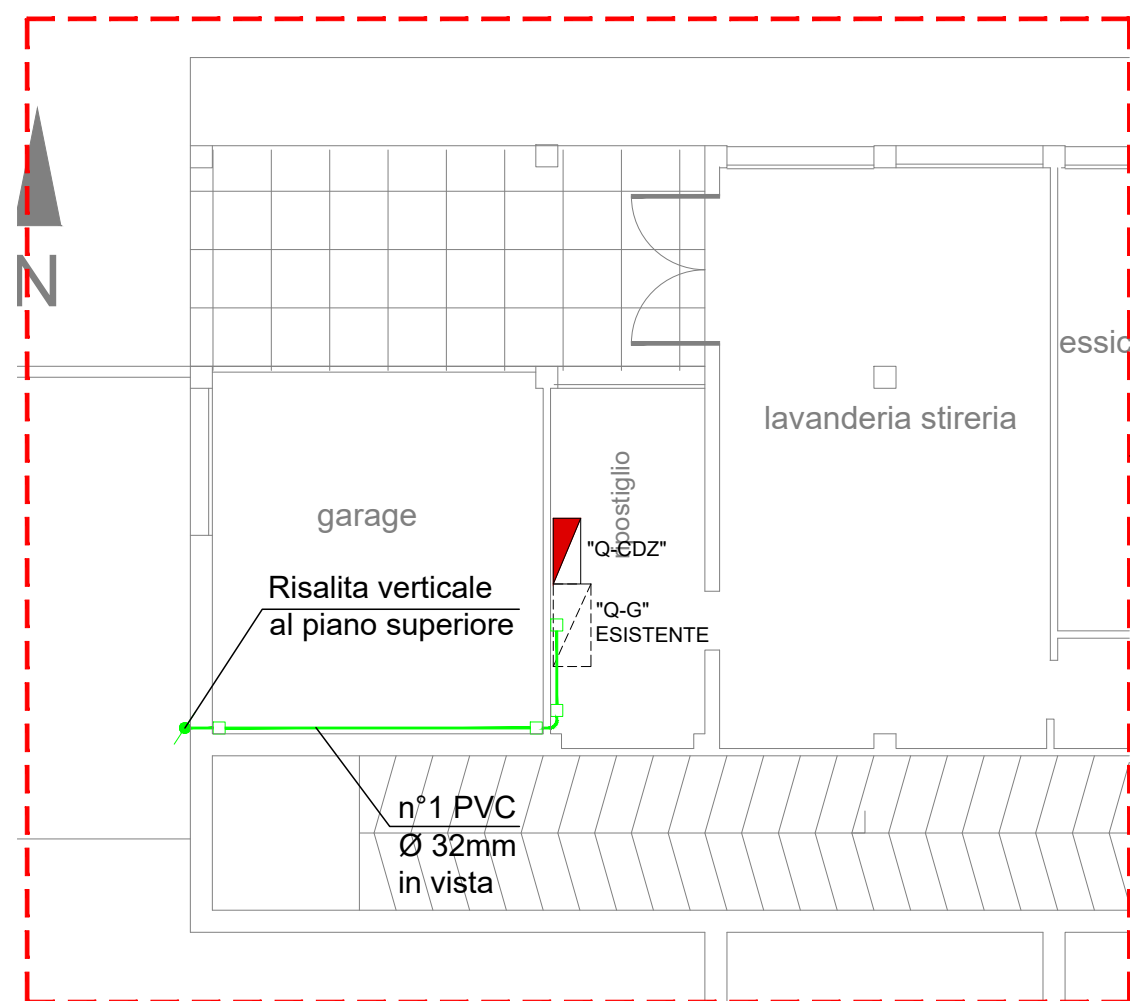 N
essic
lavanderia stireria
ripostiglio
garage
"Q-CDZ"
Risalita verticale
al piano superiore
"Q-G"
ESISTENTE
n°1 PVC
Ø 32mm
in vista